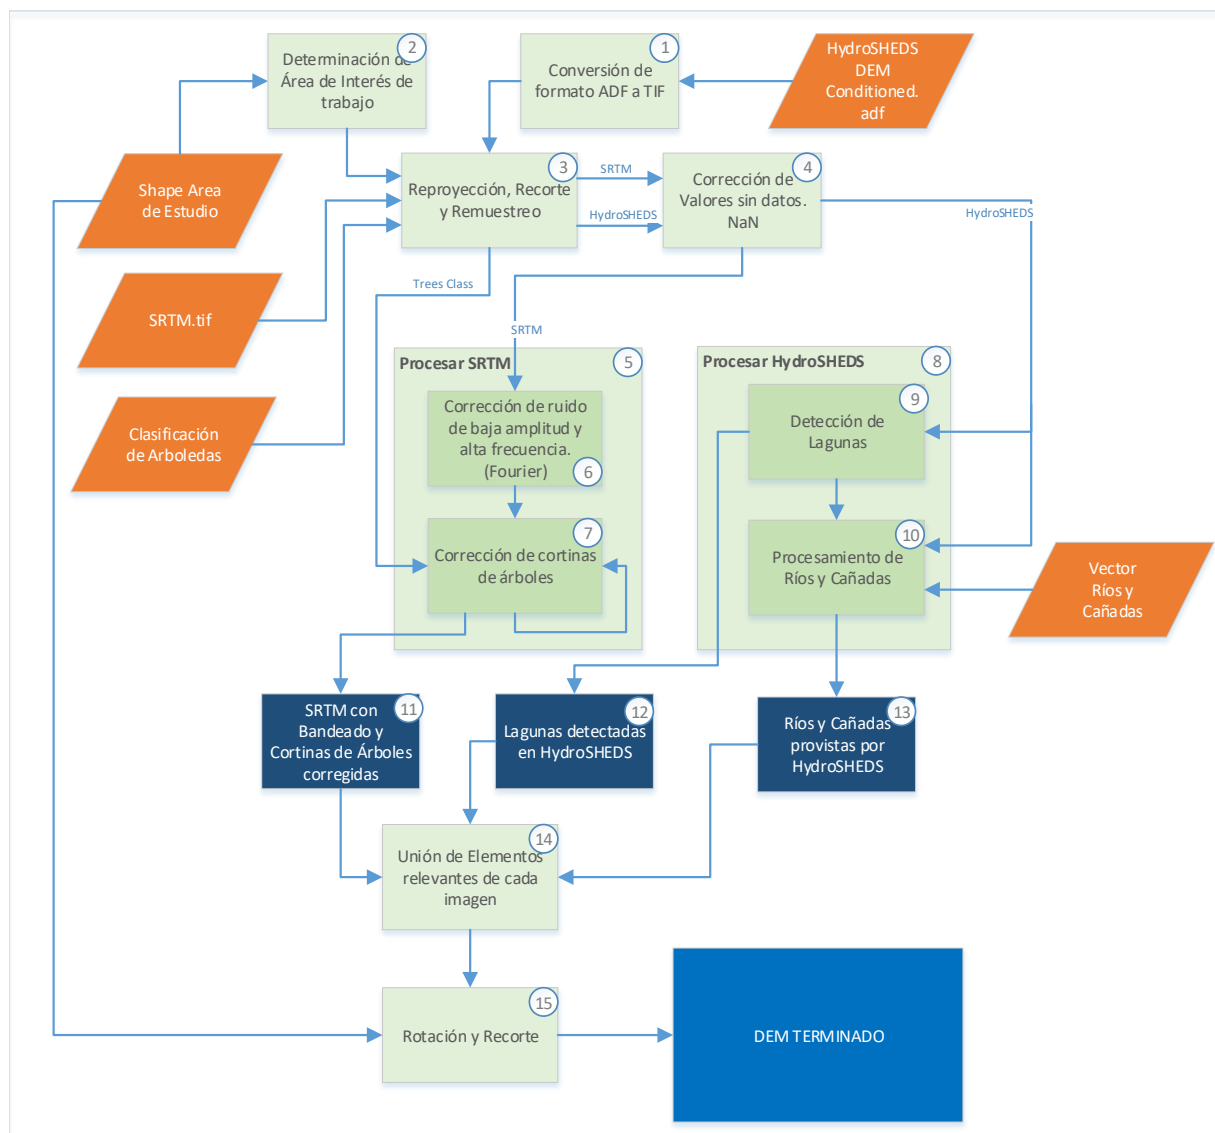 2
Determinación de
Área de Interés de
trabajo
1
Conversión de
formato ADF a TIF
HydroSHEDS
DEM
Conditioned.
adf
Shape Area
de Estudio
3
Reproyección, Recorte
y Remuestreo
SRTM
HydroSHEDS
4
Corrección de
Valores sin datos.
NaN
HydroSHEDS
SRTM.tif
Trees Class
SRTM
Clasificación
de Arboledas
Procesar SRTM
5
Corrección de ruido
de baja amplitud y
alta frecuencia.
(Fourier)
6
7
Corrección de cortinas
de árboles
Procesar HydroSHEDS
8
9
Detección de
Lagunas
10
Procesamiento de
Ríos y Cañadas
Vector
Ríos y
Cañadas
11
SRTM con
Bandeado y
Cortinas de Árboles
corregidas
12
Lagunas detectadas
en HydroSHEDS
13
Ríos y Cañadas
provistas por
HydroSHEDS
14
Unión de Elementos
relevantes de cada
imagen
15
Rotación y Recorte
DEM TERMINADO